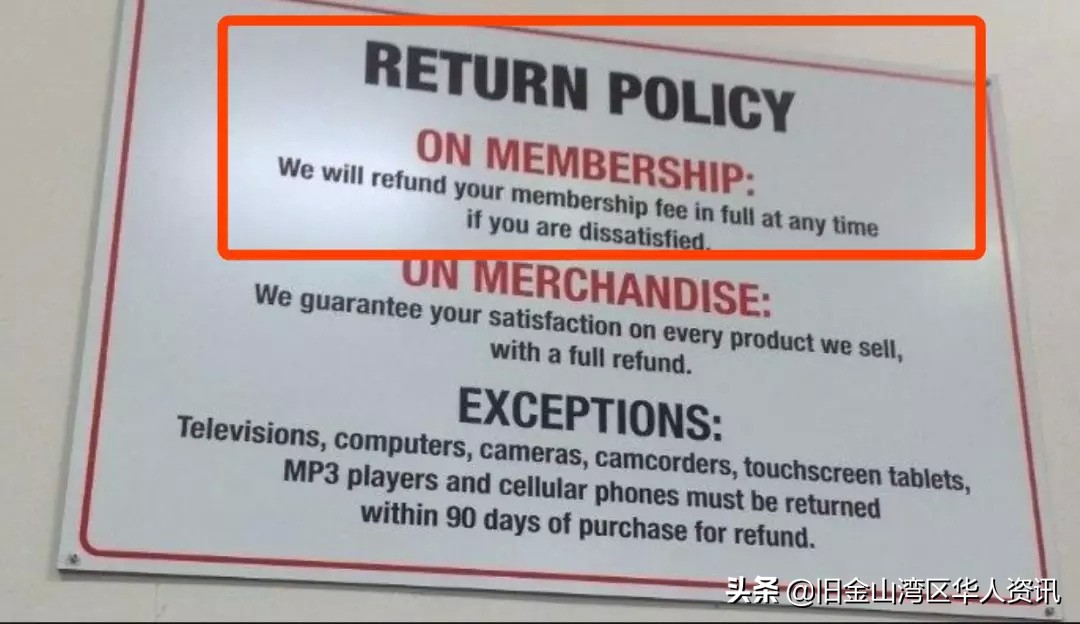 RETURN POLICY
ON MEMBERSHIP:
We will refund your membership fee in full at any time
if you are dissatisfied.
ON MERCHANDISE:
We guarantee your satisfaction on every product we sell,
with a full refund.
EXCEPTIONS:
Televisions, computers, cameras, camcorders, touchscreen tablets,
MP3 players and cellular phones must be returned
within 90 days of purchase for refund.
头条 @旧金山湾区华人资讯